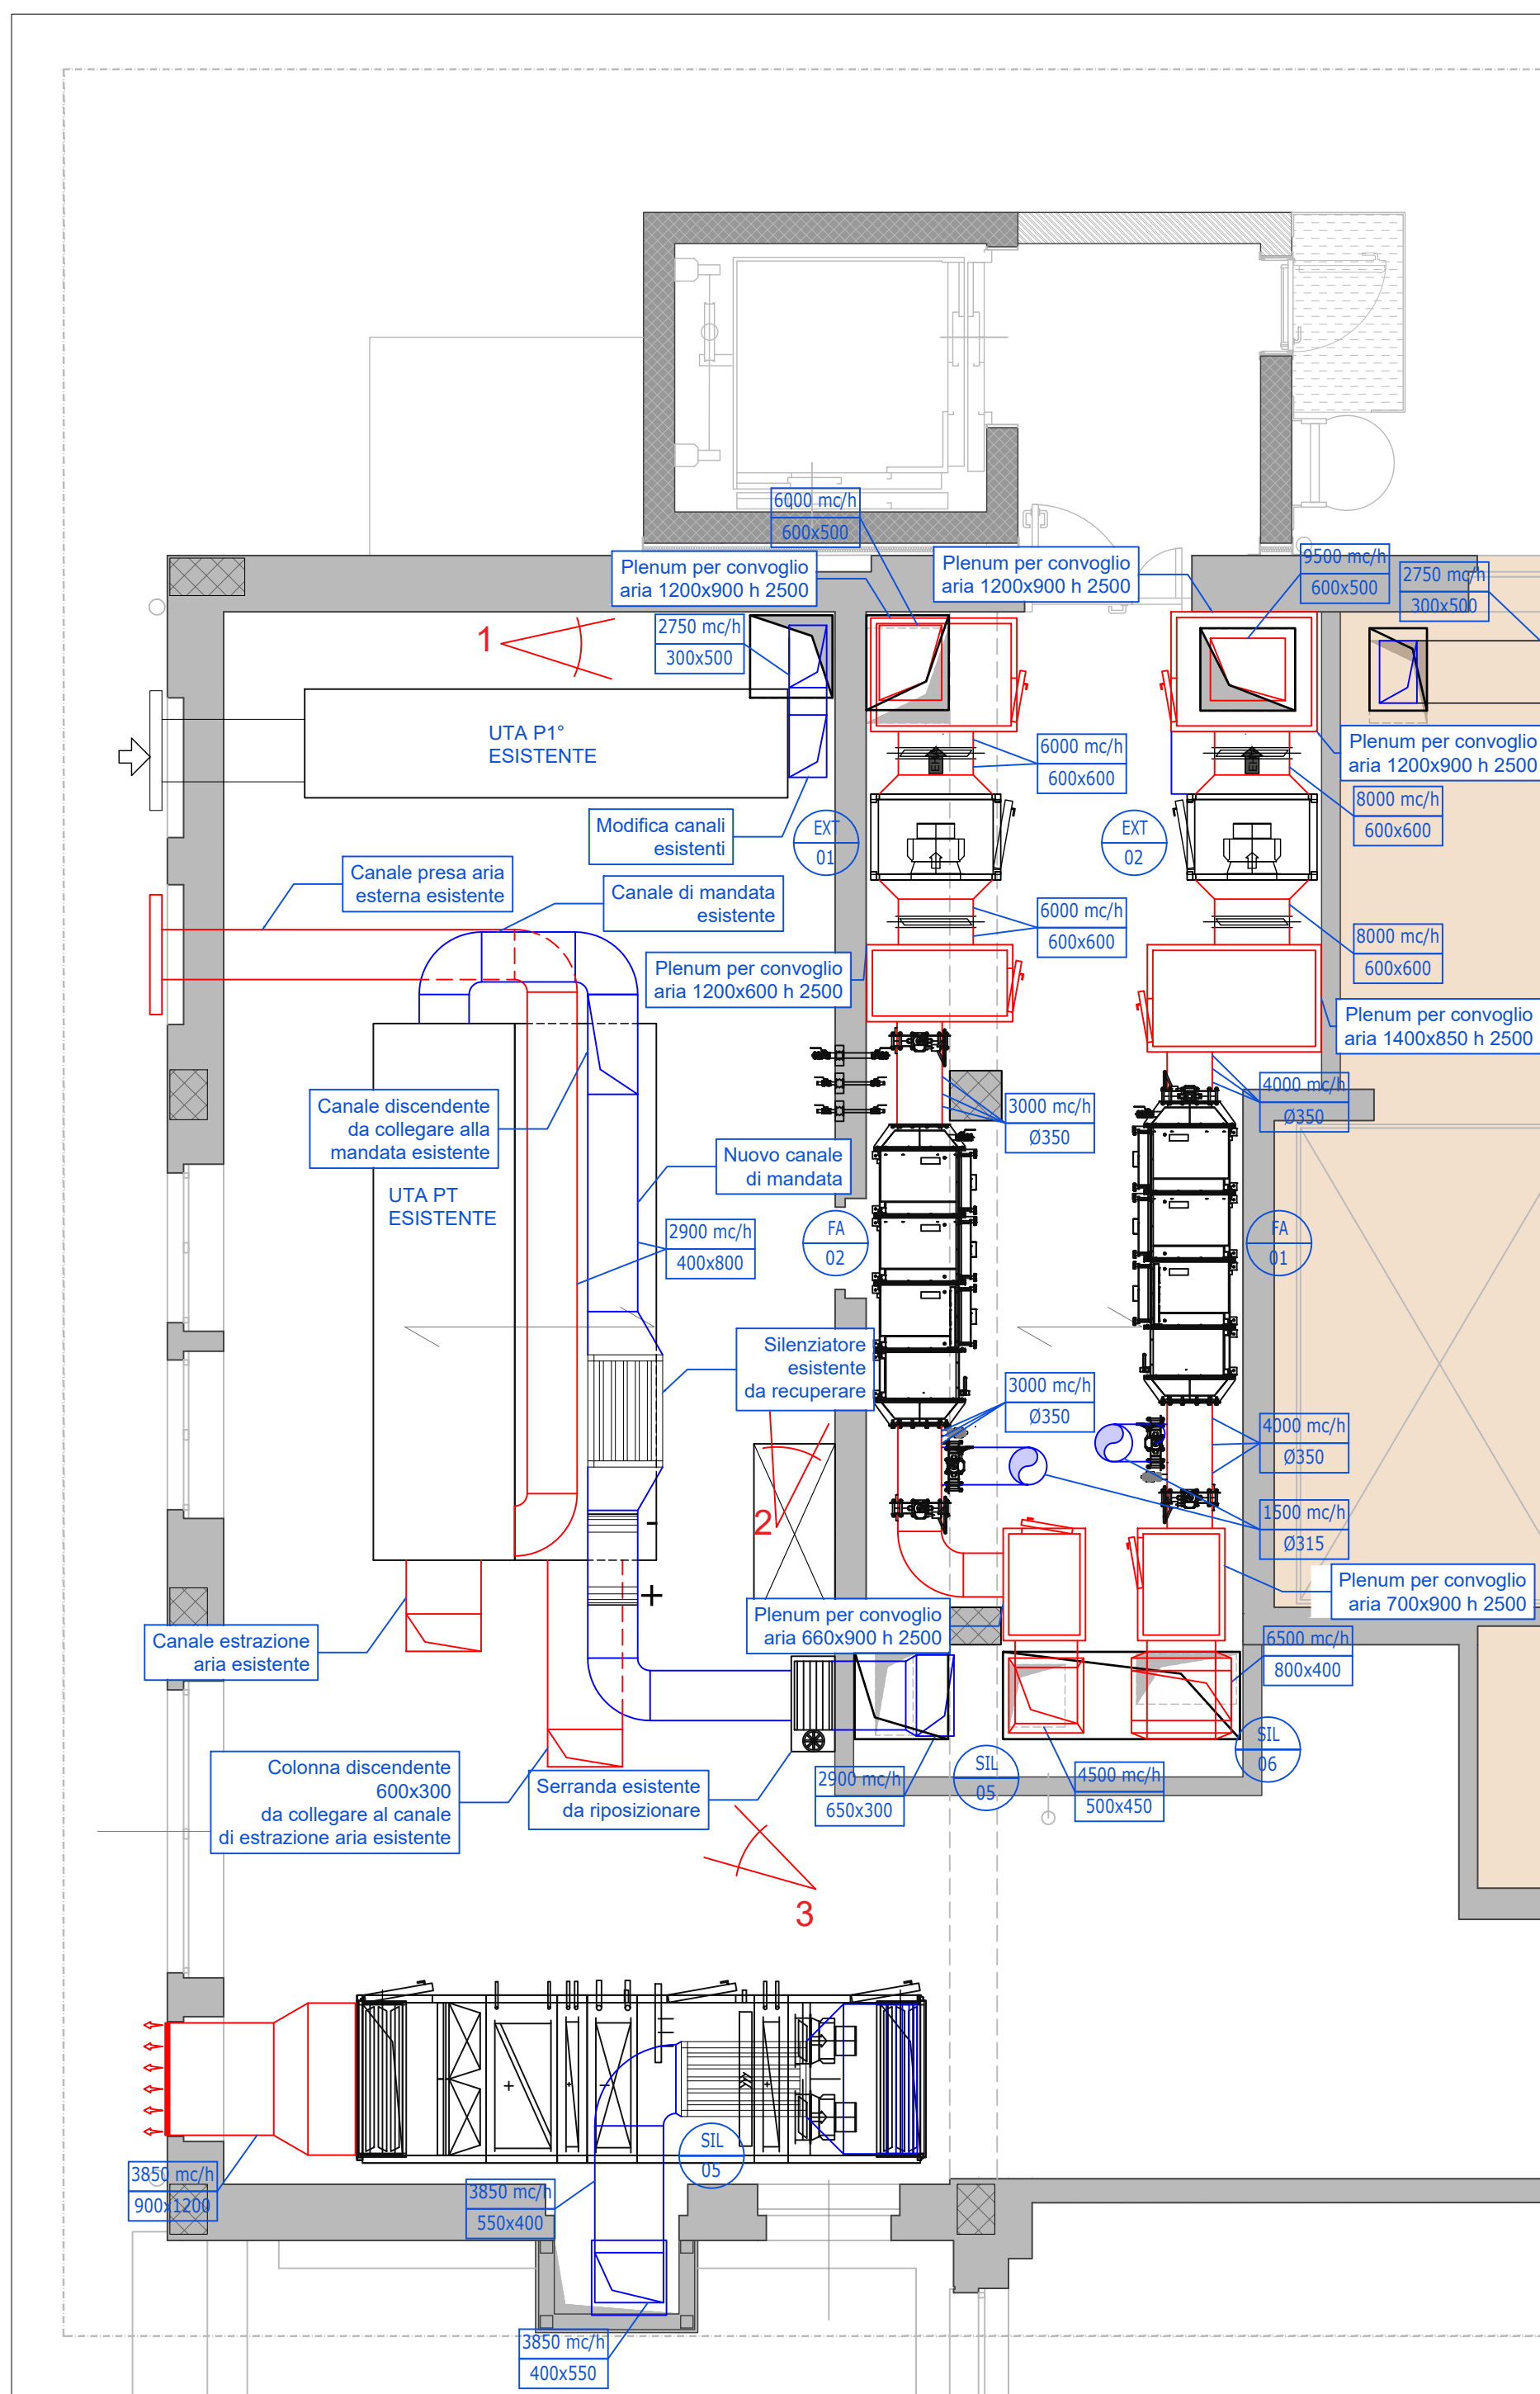 6000 mc/h
600x500
Plenum per convoglio
aria 1200x900 h 2500
Plenum per convoglio
aria 1200x900 h 2500
9500 mc/h
600x500
2750 mc/h
300x500
1
2750 mc/h
300x500
UTA P1°
ESISTENTE
6000 mc/h
600x600
Plenum per convoglio
aria 1200x900 h 2500
8000 mc/h
600x600
Modifica canali
esistenti
EXT
01
EXT
02
Canale presa aria
esterna esistente
Canale di mandata
esistente
6000 mc/h
600x600
8000 mc/h
600x600
Plenum per convoglio
aria 1200x600 h 2500
Plenum per convoglio
aria 1400x850 h 2500
Canale discendente
da collegare alla
mandata esistente
3000 mc/h
Ø350
4000 mc/h
Ø350
Nuovo canale
di mandata
UTA PT
ESISTENTE
2900 mc/h
400x800
FA
02
FA
01
Silenziatore
esistente
da recuperare
3000 mc/h
Ø350
4000 mc/h
Ø350
2
-
+
1500 mc/h
Ø315
Plenum per convoglio
aria 700x900 h 2500
Plenum per convoglio
aria 660x900 h 2500
Canale estrazione
aria esistente
6500 mc/h
800x400
Colonna discendente
600x300
da collegare al canale
di estrazione aria esistente
Serranda esistente
da riposizionare
2900 mc/h
650x300
SIL
05
4500 mc/h
500x450
SIL
06
3
+
+
-
+
SIL
05
3850 mc/h
900x1200
3850 mc/h
550x400
3850 mc/h
400x550